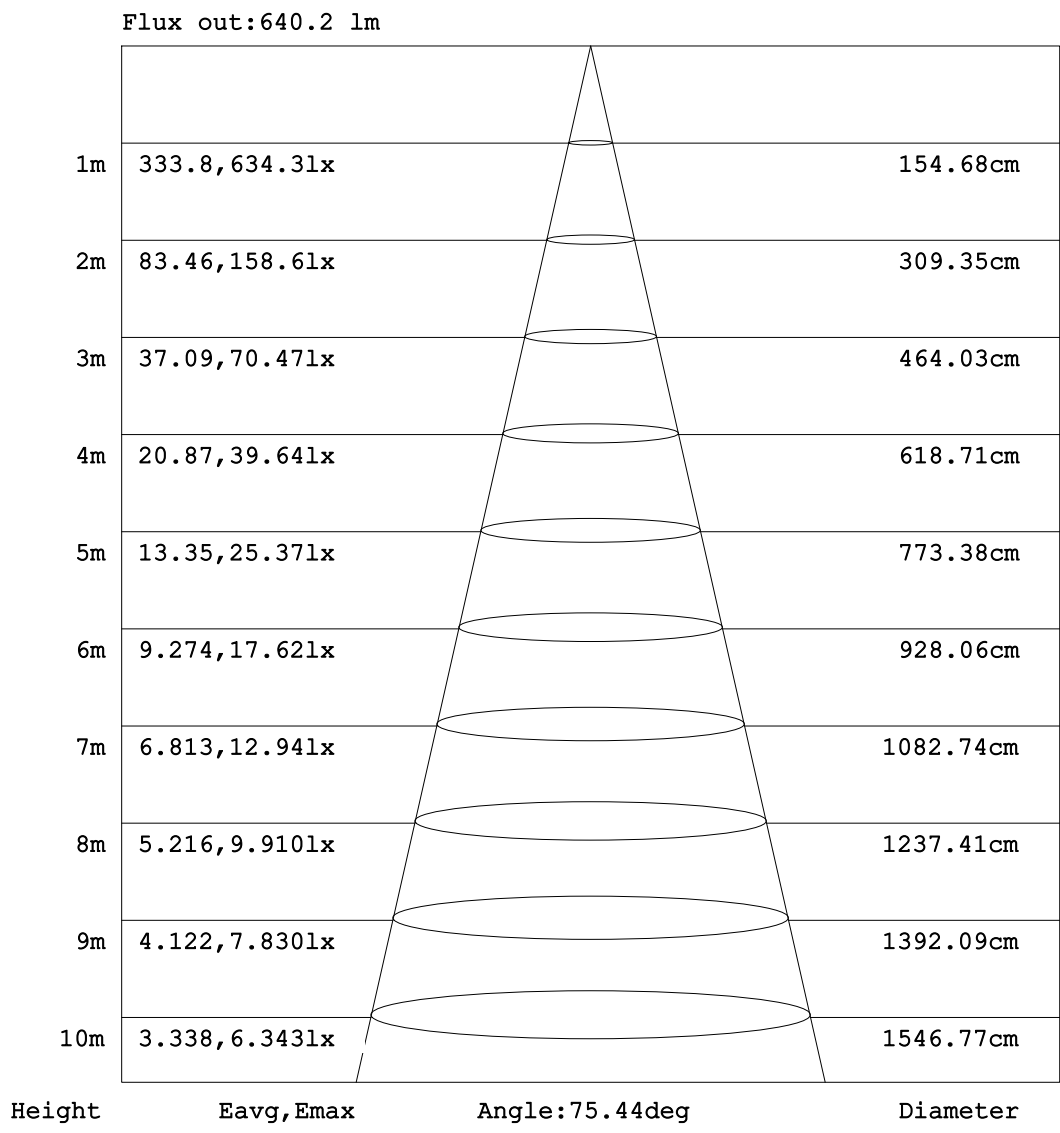 Flux out:640.2 lm
1m 333.8,634.3lx 154.68cm
2m 83.46,158.6lx 309.35cm
3m 37.09,70.47lx 464.03cm
4m 20.87,39.64lx 618.71cm
5m 13.35,25.37lx 773.38cm
6m 9.274,17.62lx 928.06cm
7m 6.813,12.94lx 1082.74cm
8m 5.216,9.910lx 1237.41cm
9m 4.122,7.830lx 1392.09cm
10m 3.338,6.343lx 1546.77cm
Height Eavg,Emax Angle:75.44deg Diameter